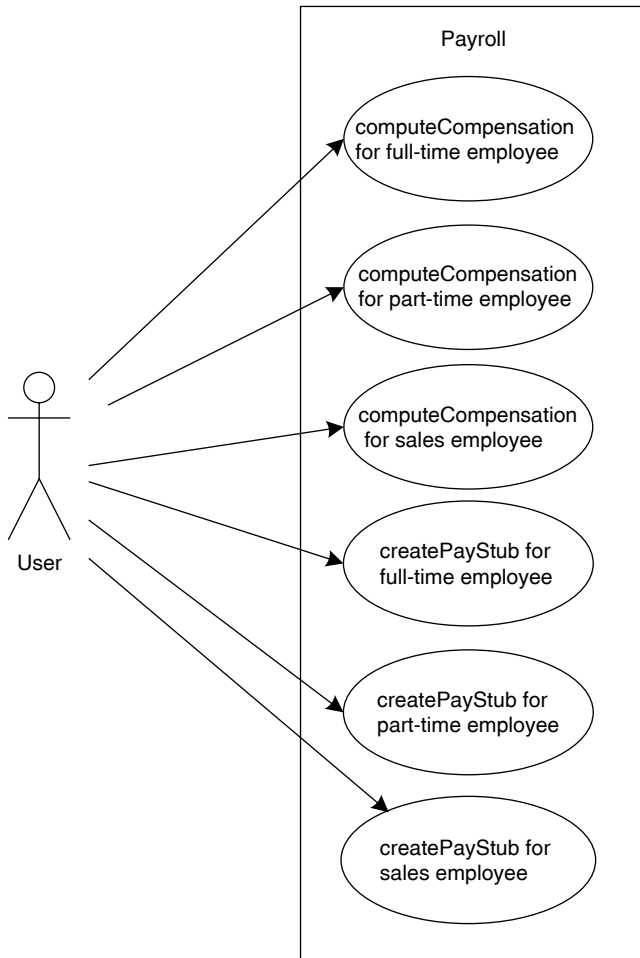 Payroll
computeCompensation
for full-time employee
computeCompensation
for part-time employee
computeCompensation
for sales employee
User
createPayStub for
full-time employee
createPayStub for
part-time employee
createPayStub for
sales employee